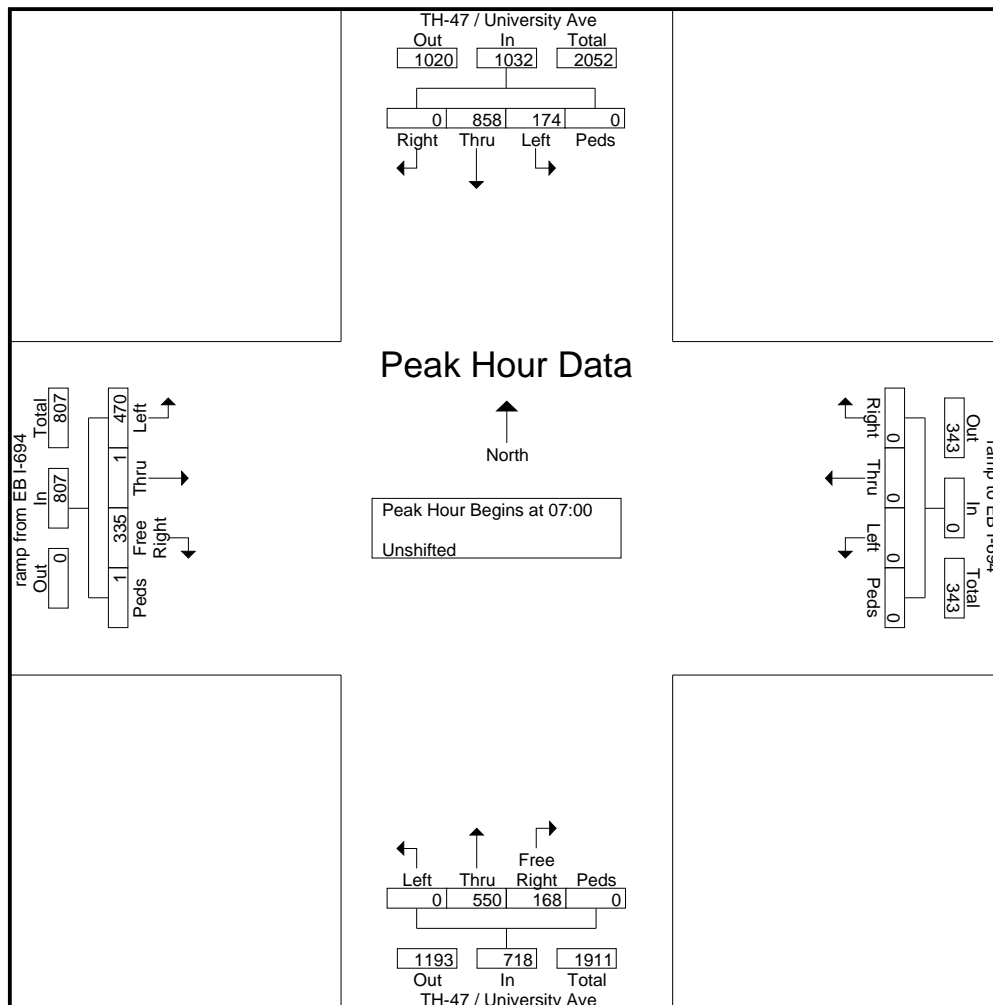 TH-47 / University Ave
Out In Total
1020 1032 2052
0 858 174 0
Right Thru Left Peds
Peak Hour Data
North
Peak Hour Begins at 07:00
Unshifted
ramp from EB I-694
Total In Out
807 807 0
470 1 335 1
Left Thru Free Right Peds
Right Thru Left Peds
0 0 0 0
343 0 343
Out In Total
ramp to EB I-694
Free
Left Thru Right Peds
0 550 168 0
1193 718 1911
Out In Total
TH-47 / University Ave